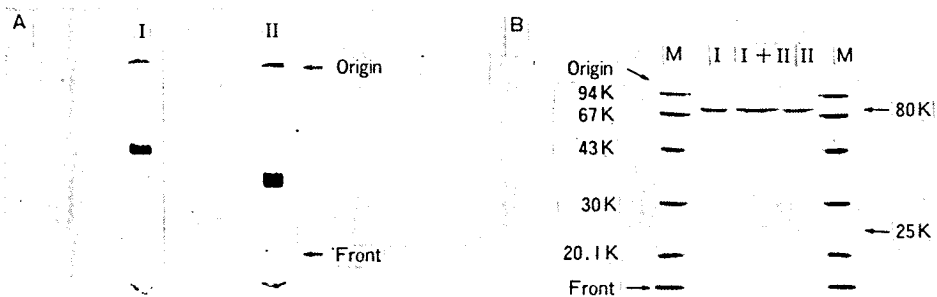 A
I II
Origin
Front
B
M I I + II II M
Origin
94K
67K
43K
30K
20.1K
Front
80K
25K